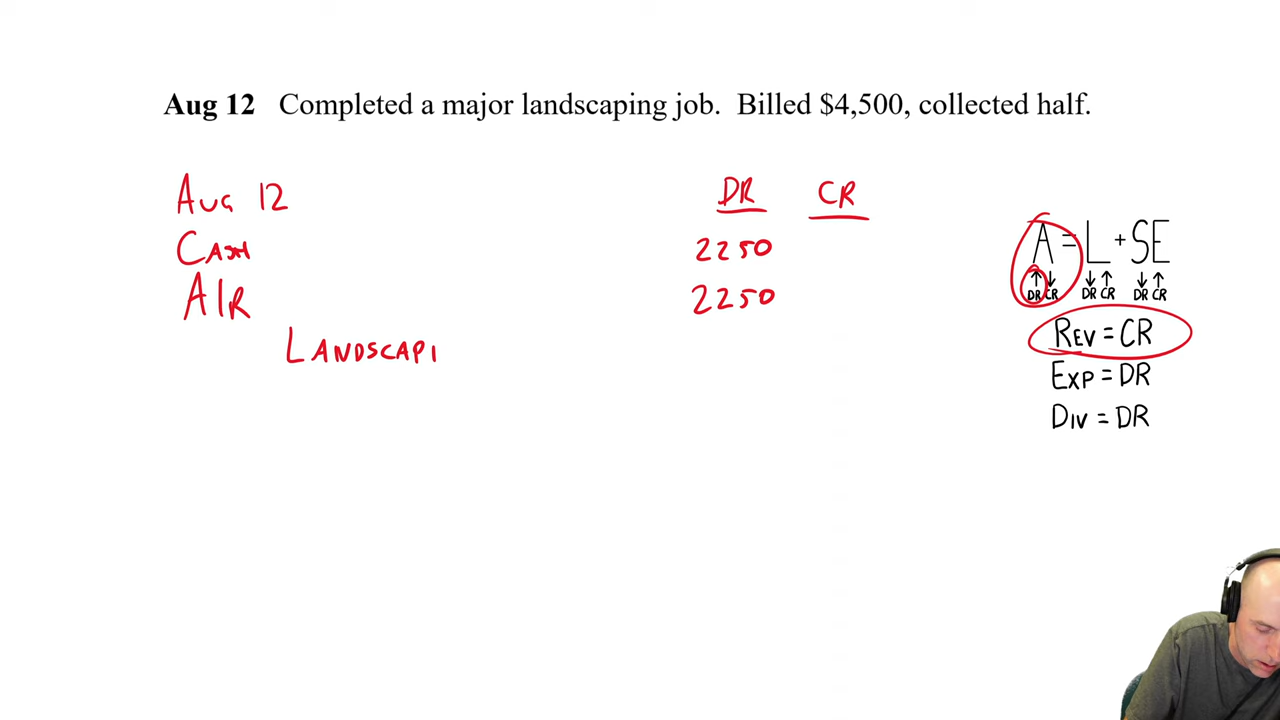 Aug 12 Completed a major landscaping job. Billed $4,500, collected half.
Aug 12 DR CR
CASH 2250
A/R 2250
LANDSCAPI
A = L + SE
↑ ↓ ↓ ↑ ↓ ↑
DR CR DR CR DR CR
REV = CR
EXP = DR
DIV = DR